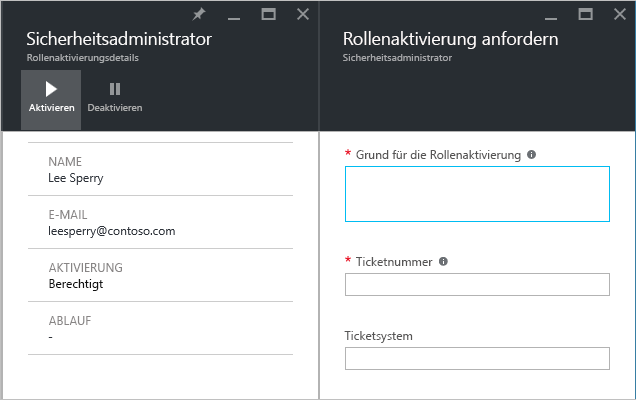 Sicherheitsadministrator
Rollenaktivierungsdetails
Aktivieren
Deaktivieren
NAME
Lee Sperry
E-MAIL
leesperry@contoso.com
AKTIVIERUNG
Berechtigt
ABLAUF
-
Rollenaktivierung anfordern
Sicherheitsadministrator
* Grund für die Rollenaktivierung
* Ticketnummer
Ticketsystem